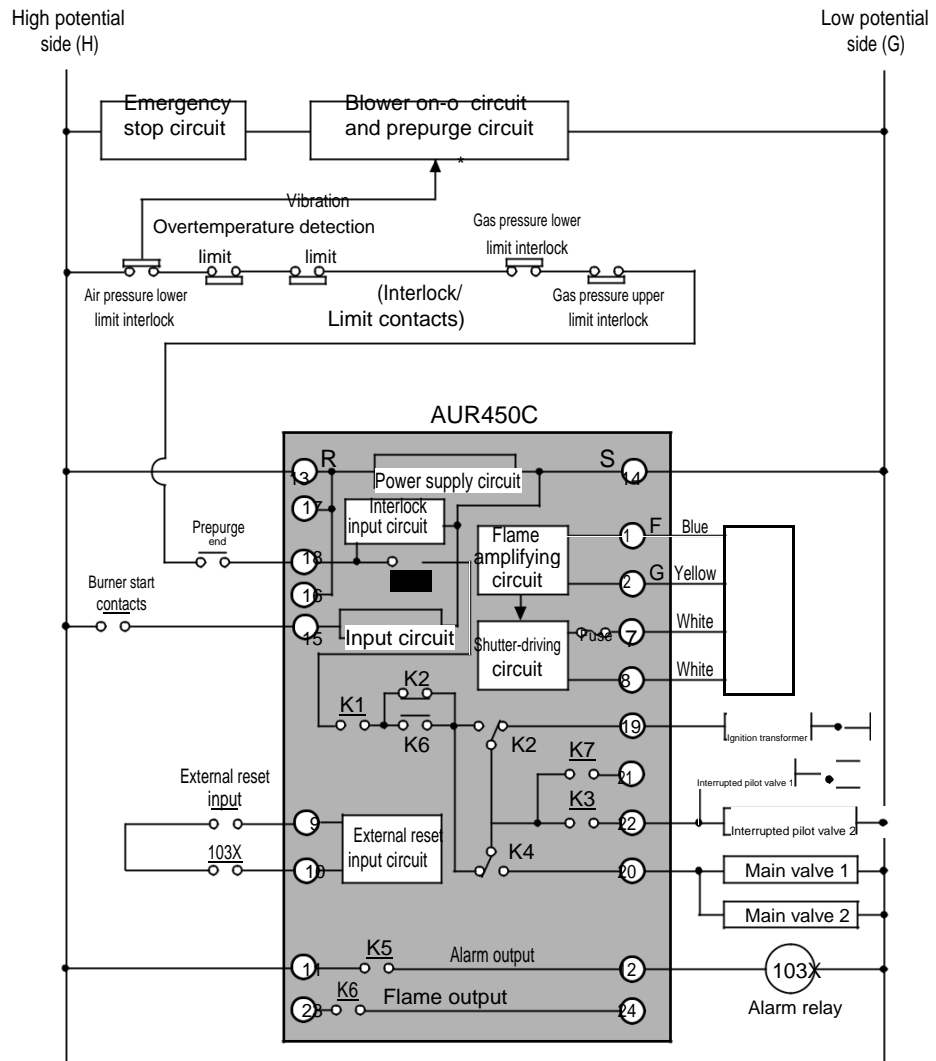 High potential
side (H)
Low potential
side (G)
Emergency
stop circuit
Blower on-o circuit
and prepurge circuit
*
Vibration
Overtemperature detection
limit
limit
Gas pressure lower
limit interlock
Air pressure lower
limit interlock
(Interlock/
Limit contacts)
Gas pressure upper
limit interlock
AUR450C
13
R
Power supply circuit
S
14
17
Interlock
input circuit
Prepurge
end
18
Flame
amplifying
circuit
1
F
Blue
16
2
G
Yellow
Burner start
contacts
15
Input circuit
Shutter-driving
circuit
Fuse
7
White
8
White
K1
K2
K6
K2
19
Ignition transformer
K7
21
Interrupted pilot valve 1
External reset
input
9
K3
22
Interrupted pilot valve 2
103X
10
External reset
input circuit
K4
20
Main valve 1
Main valve 2
K5
Alarm output
2
103X
Alarm relay
K6
Flame output
24